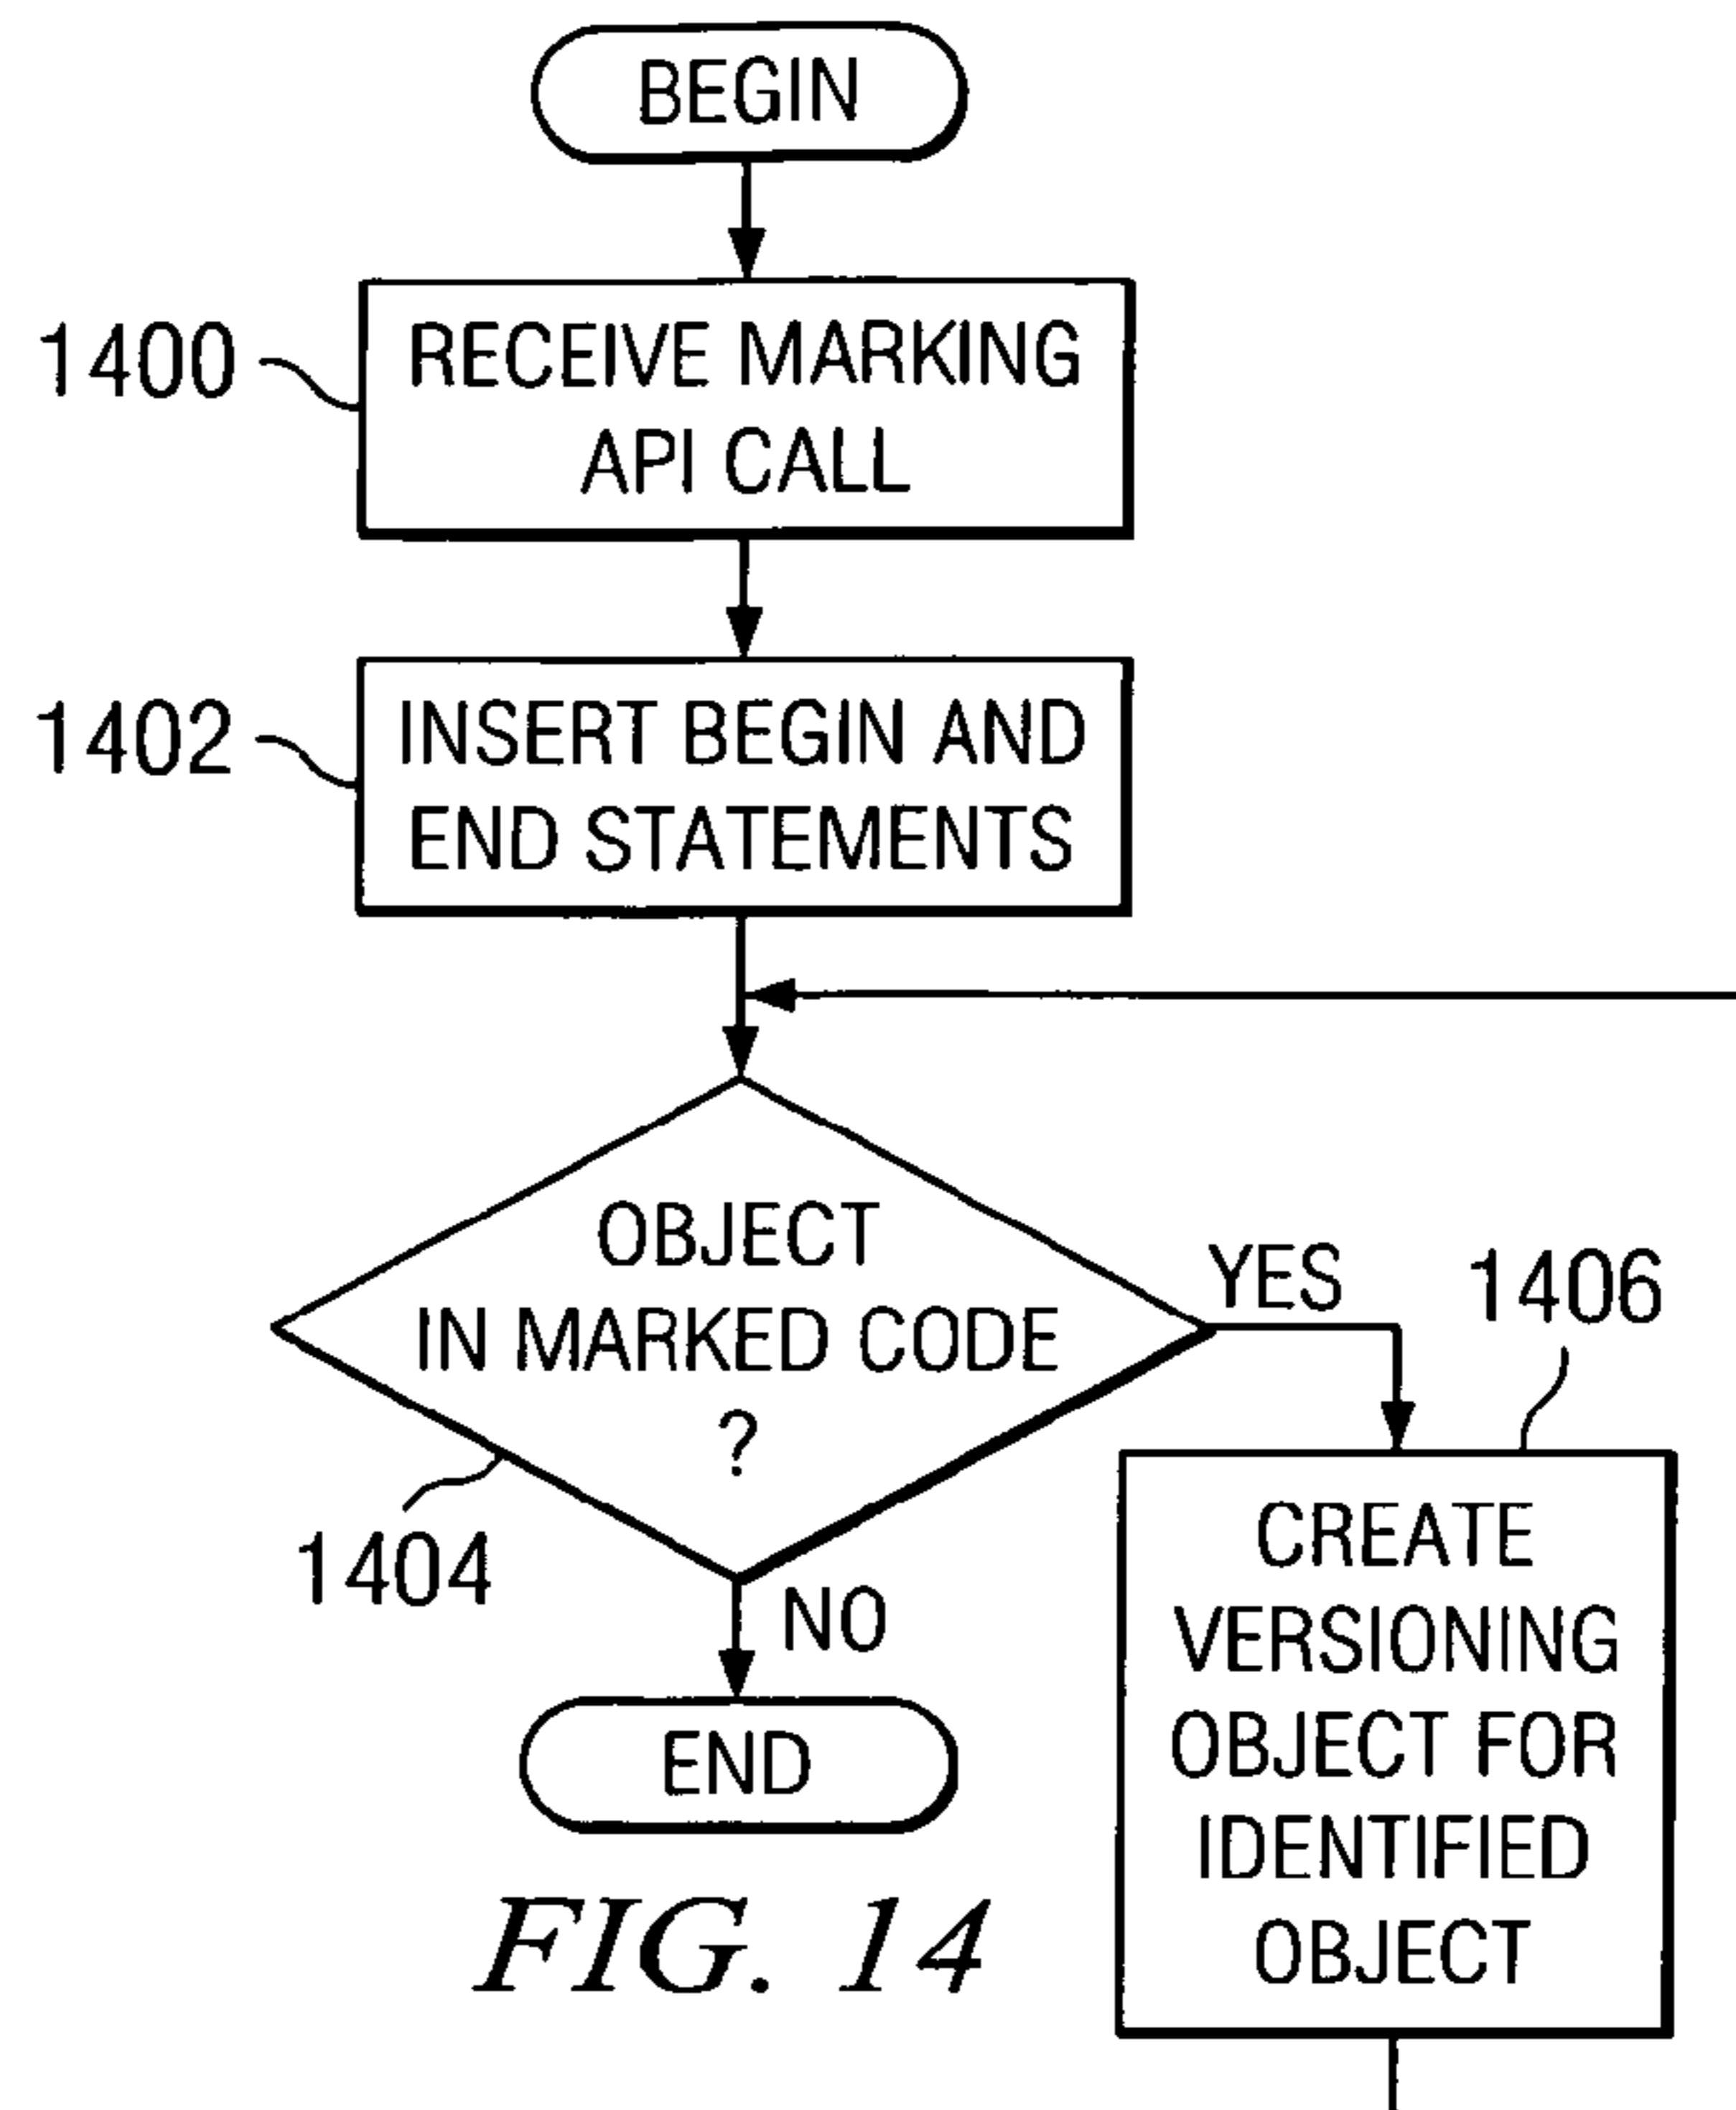 BEGIN
1400
RECEIVE MARKING
API CALL
1402
INSERT BEGIN AND
END STATEMENTS
OBJECT
IN MARKED CODE
?
1404
YES
1406
NO
END
CREATE
VERSIONING
OBJECT FOR
IDENTIFIED
OBJECT
FIG. 14